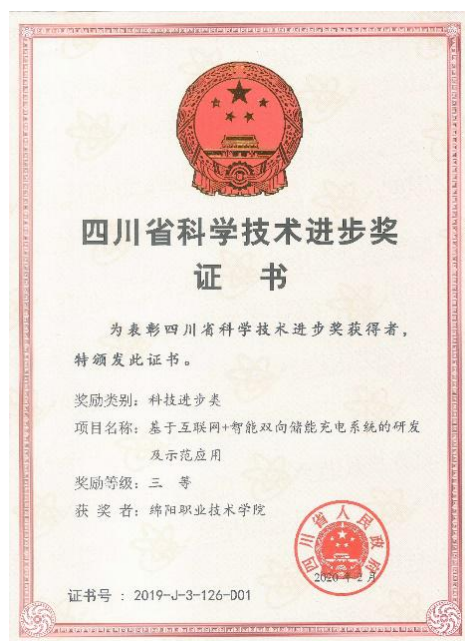 四川省科学技术进步奖
证 书
为表彰四川省科学技术进步奖获得者，
特颁发此证书。
奖励类别：科技进步类
项目名称：基于互联网+智能双向储能充电系统的研发
及示范应用
奖励等级：三 等
获 奖 者：绵阳职业技术学院
四川省人民政府
2020 年 2 月
证书号 ：2019-J-3-126-D01